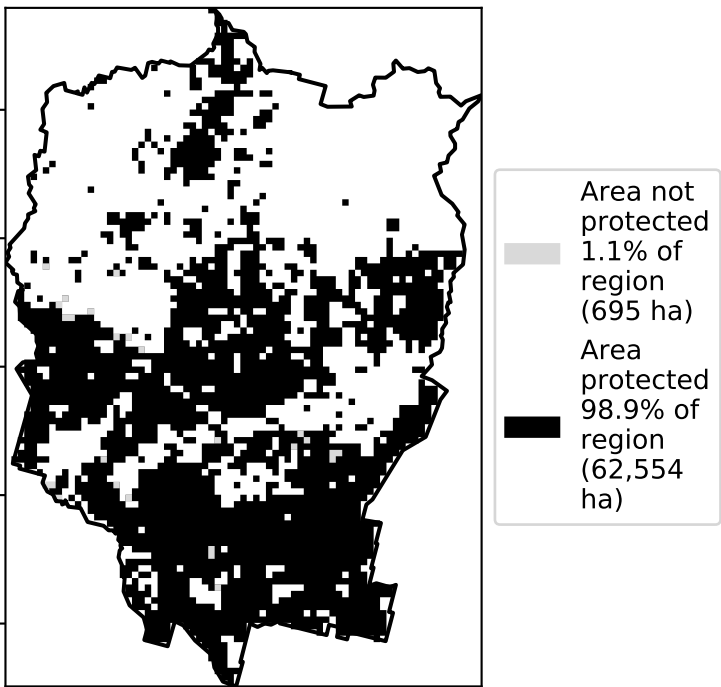 Area not
protected
1.1% of
region
(695 ha)
Area
protected
98.9% of
region
(62,554
ha)